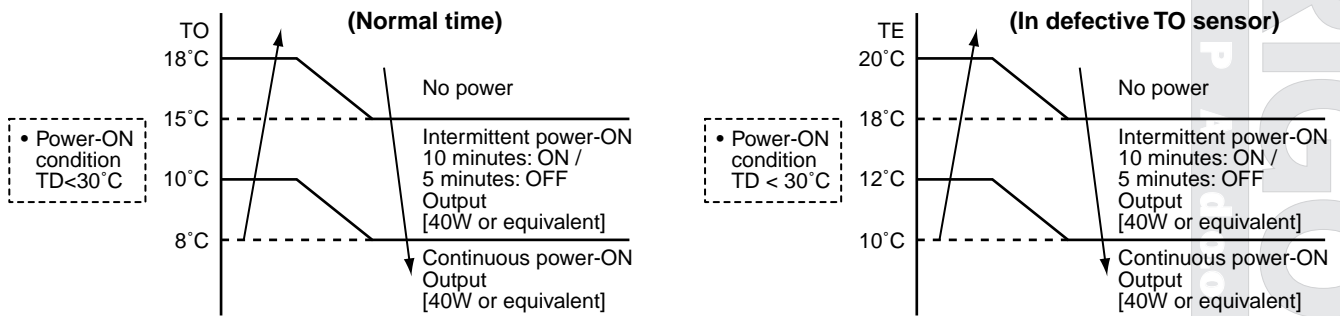 TO
(Normal time)
18˚C
No power
15˚C
• Power-ON
condition
TD<30˚C
Intermittent power-ON
10 minutes: ON /
5 minutes: OFF
Output
[40W or equivalent]
10˚C
8˚C
Continuous power-ON
Output
[40W or equivalent]
TE
(In defective TO sensor)
20˚C
No power
18˚C
• Power-ON
condition
TD < 30˚C
Intermittent power-ON
10 minutes: ON /
5 minutes: OFF
Output
[40W or equivalent]
12˚C
10˚C
Continuous power-ON
Output
[40W or equivalent]